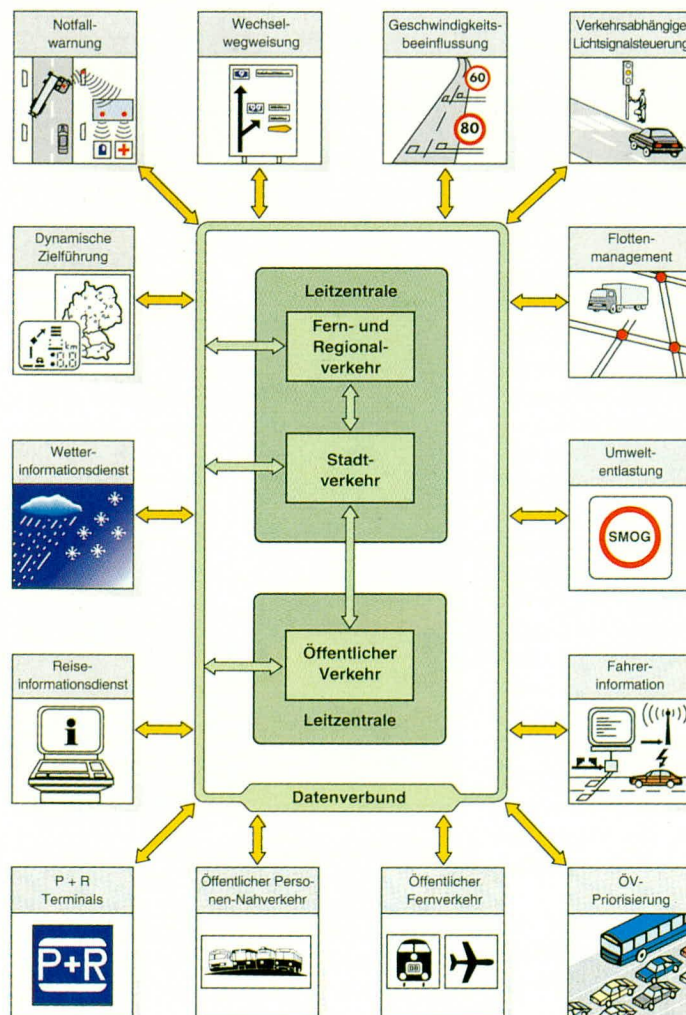 Notfall-
warnung
Wechsel-
wegweisung
Geschwindigkeits-
beeinflussung
60
80
Verkehrsabhängige
Lichtsignalsteuerung
Dynamische
Zielführung
km
Flotten-
management
Leitzentrale
Fern- und
Regional-
verkehr
Stadt-
verkehr
Wetter-
informationsdienst
Umwelt-
entlastung
SMOG
Öffentlicher
Verkehr
Leitzentrale
Reise-
informationsdienst
i
Fahrer-
information
Datenverbund
P + R
Terminals
P+R
Öffentlicher Perso-
nen-Nahverkehr
Öffentlicher
Fernverkehr
DB
ÖV-
Priorisierung